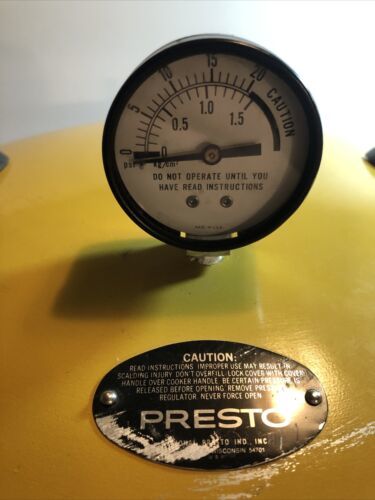 0 5 10 15 20
CAUTION
0 0.5 1.0 1.5
psi kg/cm²
DO NOT OPERATE UNTIL YOU
HAVE READ INSTRUCTIONS
CAUTION:
READ INSTRUCTIONS. IMPROPER USE MAY RESULT IN
SCALDING INJURY. DON'T OVERFILL. LOCK COVER WITH COVER
HANDLE OVER COOKER HANDLE. BE CERTAIN PRESSURE IS
RELEASED BEFORE OPENING. REMOVE PRESSURE
REGULATOR. NEVER FORCE OPEN
PRESTO
PRESTO IND., INC.
WISCONSIN 54701